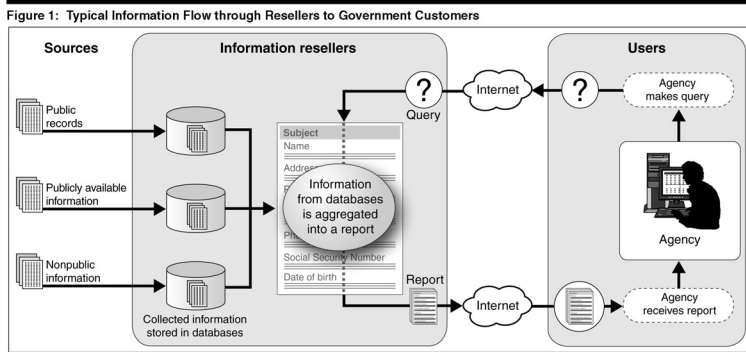 Figure 1: Typical Information Flow through Resellers to Government Customers
Sources
Information resellers
Users
Public
records
Publicly available
information
Nonpublic
information
Collected information
stored in databases
Subject
Name
Address
Information
from databases
is aggregated
into a report
Social Security Number
Date of birth
?
Query
Internet
?
Agency
makes query
Agency
Report
Internet
Agency
receives report